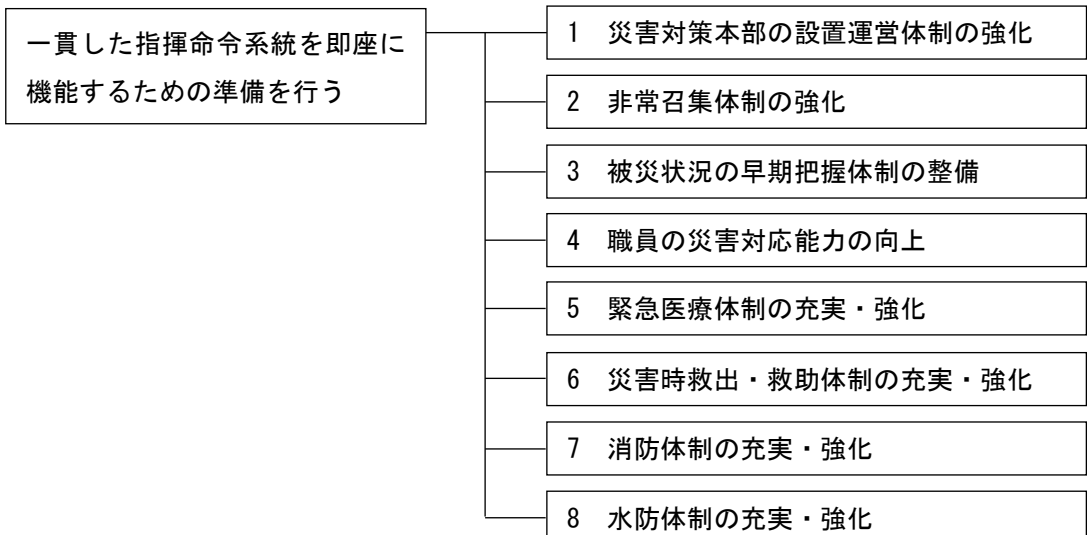 一貫した指揮命令系統を即座に
機能するための準備を行う
1 災害対策本部の設置運営体制の強化
2 非常召集体制の強化
3 被災状況の早期把握体制の整備
4 職員の災害対応能力の向上
5 緊急医療体制の充実・強化
6 災害時救出・救助体制の充実・強化
7 消防体制の充実・強化
8 水防体制の充実・強化